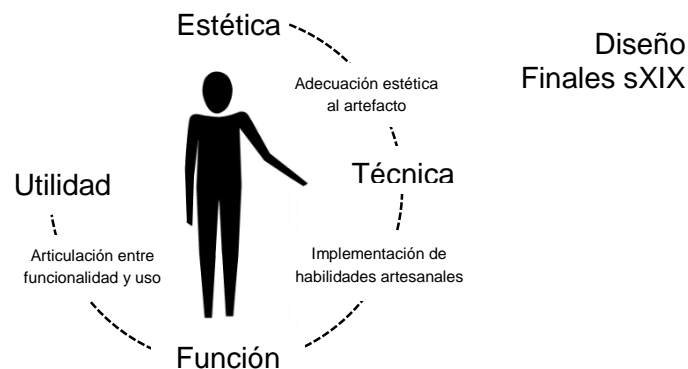 Estética
Diseño
Finales sXIX
Adecuación estética
al artefacto
Técnica
Utilidad
Articulación entre
funcionalidad y uso
Implementación de
habilidades artesanales
Función